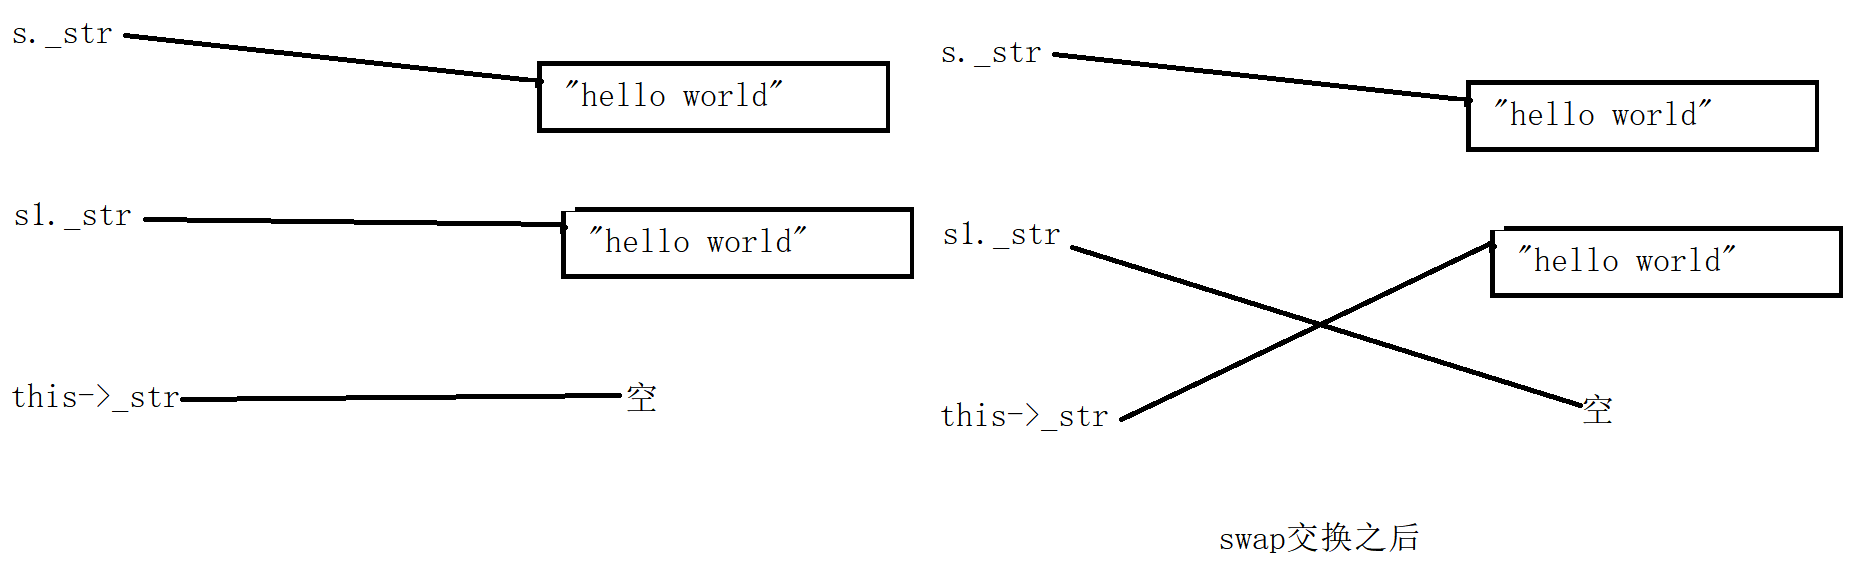 s._str
"hello world"
s1._str
"hello world"
this->_str
空
s._str
"hello world"
s1._str
"hello world"
this->_str
空
swap交换之后